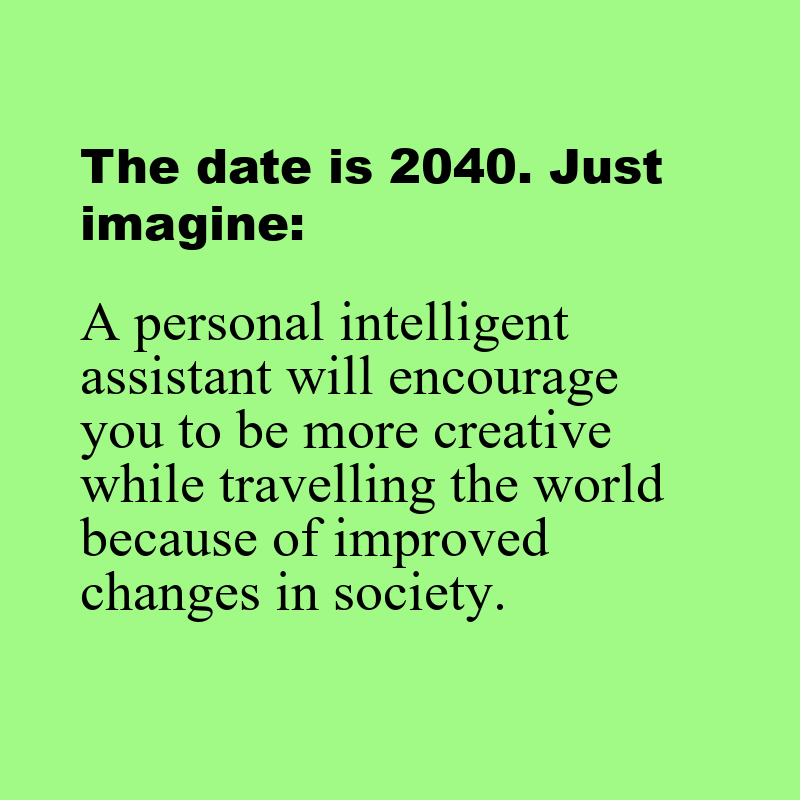 The date is 2040. Just
imagine:
A personal intelligent
assistant will encourage
you to be more creative
while travelling the world
because of improved
changes in society.